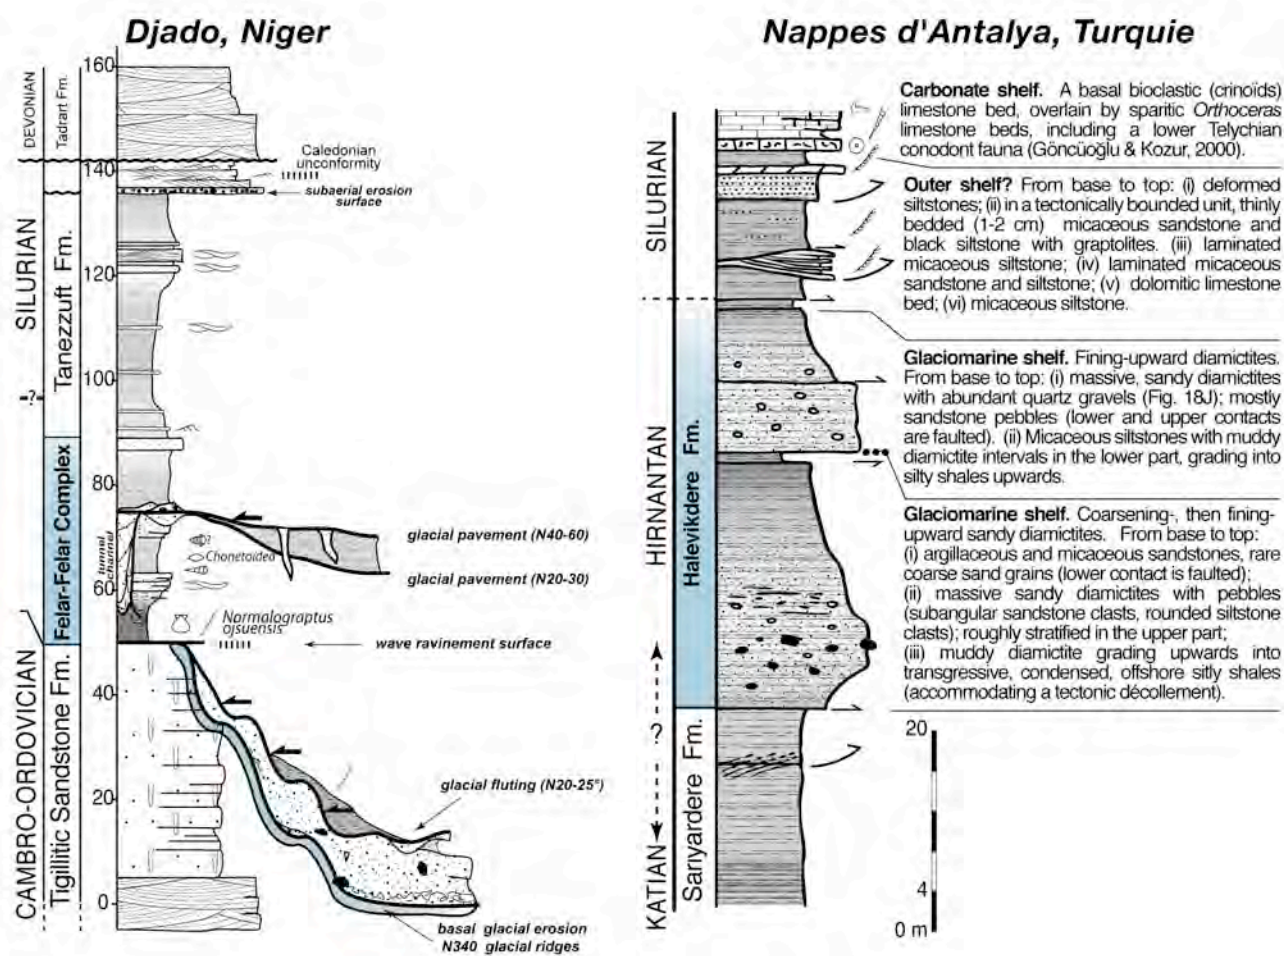 Djado, Niger
DEVONIAN
Tadrart Fm.
SILURIAN
Tanezzuft Fm.
-?-
Felar-Felar Complex
CAMBRO-ORDOVICIAN
Tigillitic Sandstone Fm.
160
140
120
100
80
60
40
20
0
Caledonian
unconformity
subaerial erosion
surface
tunnel
channel
?
Chonetoidea
glacial pavement (N40-60)
glacial pavement (N20-30)
Normalograptus
ojsuensis
wave ravinement surface
glacial fluting (N20-25°)
basal glacial erosion
N340 glacial ridges
Nappes d'Antalya, Turquie
SILURIAN
HIRNANTAN
?
KATIAN
Halevikdere Fm.
Sarıyardere Fm.
Carbonate shelf. A basal bioclastic (crinoids)
limestone bed, overlain by sparitic Orthoceras
limestone beds, including a lower Telychian
conodont fauna (Göncüoğlu & Kozur, 2000).
Outer shelf? From base to top: (i) deformed
siltstones; (ii) in a tectonically bounded unit, thinly
bedded (1-2 cm) micaceous sandstone and
black siltstone with graptolites. (iii) laminated
micaceous siltstone; (iv) laminated micaceous
sandstone and siltstone; (v) dolomitic limestone
bed; (vi) micaceous siltstone.
Glaciomarine shelf. Fining-upward diamictites.
From base to top: (i) massive, sandy diamictites
with abundant quartz gravels (Fig. 18J); mostly
sandstone pebbles (lower and upper contacts
are faulted). (ii) Micaceous siltstones with muddy
diamictite intervals in the lower part, grading into
silty shales upwards.
Glaciomarine shelf. Coarsening-, then fining-
upward sandy diamictites. From base to top:
(i) argillaceous and micaceous sandstones, rare
coarse sand grains (lower contact is faulted);
(ii) massive sandy diamictites with pebbles
(subangular sandstone clasts, rounded siltstone
clasts); roughly stratified in the upper part;
(iii) muddy diamictite grading upwards into
transgressive, condensed, offshore sitly shales
(accommodating a tectonic décollement).
20
4
0 m